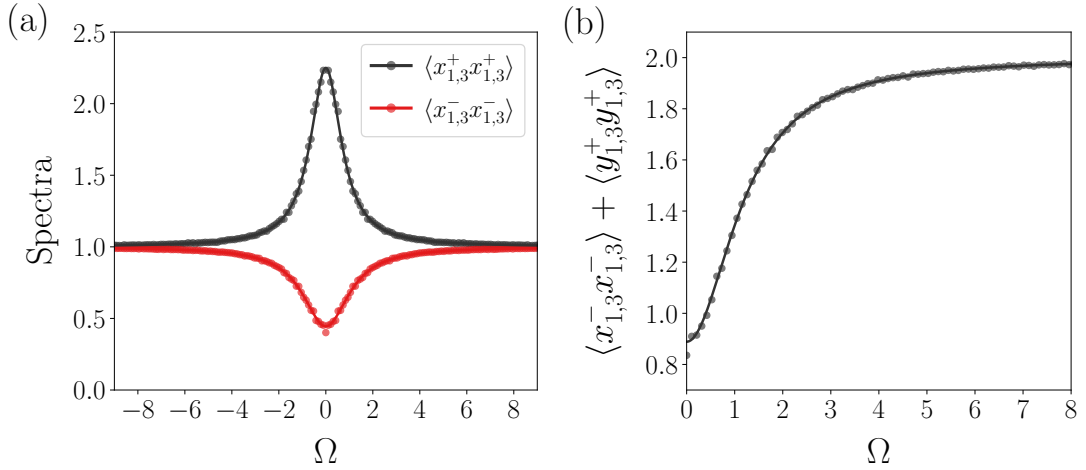 (a)
2.5
2.0
1.5
1.0
0.5
0.0
Spectra
⟨x⁺₁,₃x⁺₁,₃⟩
⟨x⁻₁,₃x⁻₁,₃⟩
−8 −6 −4 −2 0 2 4 6 8
Ω
(b)
2.0
1.8
1.6
1.4
1.2
1.0
0.8
⟨x⁻₁,₃x⁻₁,₃⟩ + ⟨y⁺₁,₃y⁺₁,₃⟩
0 1 2 3 4 5 6 7 8
Ω